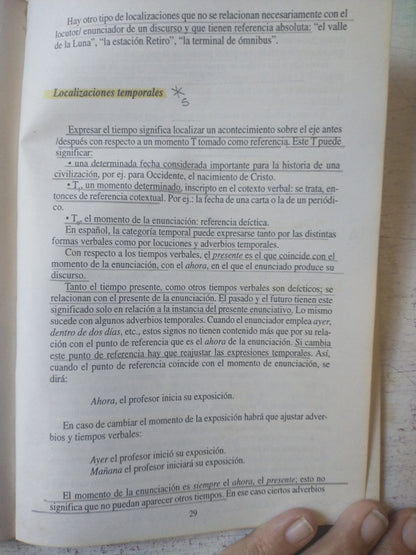 Hay otro tipo de localizaciones que no se relacionan necesariamente con el
locutor/ enunciador de un discurso y que tienen referencia absoluta: “el valle
de la Luna”, “la estación Retiro”, “la terminal de ómnibus”.
Localizaciones temporales * 5
Expresar el tiempo significa localizar un acontecimiento sobre el eje antes
/después con respecto a un momento T tomado como referencia. Este T puede
significar:
• una determinada fecha considerada importante para la historia de una
civilización, por ej. para Occidente, el nacimiento de Cristo.
un momento determinado, inscripto en el cotexto verbal: se trata, en-
tonces de referencia cotextual. Por ej.: la fecha de una carta o la de un periódi-
co.
el momento de la enunciación: referencia deíctica.
En español, la categoría temporal puede expresarse tanto por las distintas
formas verbales como por locuciones y adverbios temporales.
Con respecto a los tiempos verbales, el presente es el que coincide con el
momento de la enunciación, con el ahora, en el que el enunciado produce su
discurso.
Tanto el tiempo presente, como otros tiempos verbales son deícticos; se
relacionan con el presente de la enunciación. El pasado y el futuro tienen este
significado solo en relación a la instancia del presente enunciativo. Lo mismo
sucede con algunos adverbios temporales. Cuando el enunciador emplea ayer,
dentro de dos días, etc., estos signos no tienen contenido más que por su rela-
ción con el punto de referencia que es el ahora de la enunciación. Si cambia
este punto de referencia hay que reajustar las expresiones temporales. Así,
cuando el punto de referencia coincide con el momento de enunciación, se
dirá:
Ahora, el profesor inicia su exposición.
En caso de cambiar el momento de la exposición habrá que ajustar adver-
bios y tiempos verbales:
Ayer el profesor inició su exposición.
Mañana el profesor iniciará su exposición.
El momento de la enunciación es siempre el ahora, el presente; esto no
significa que no puedan aparecer otros tiempos. En ese caso ciertos adverbios
29